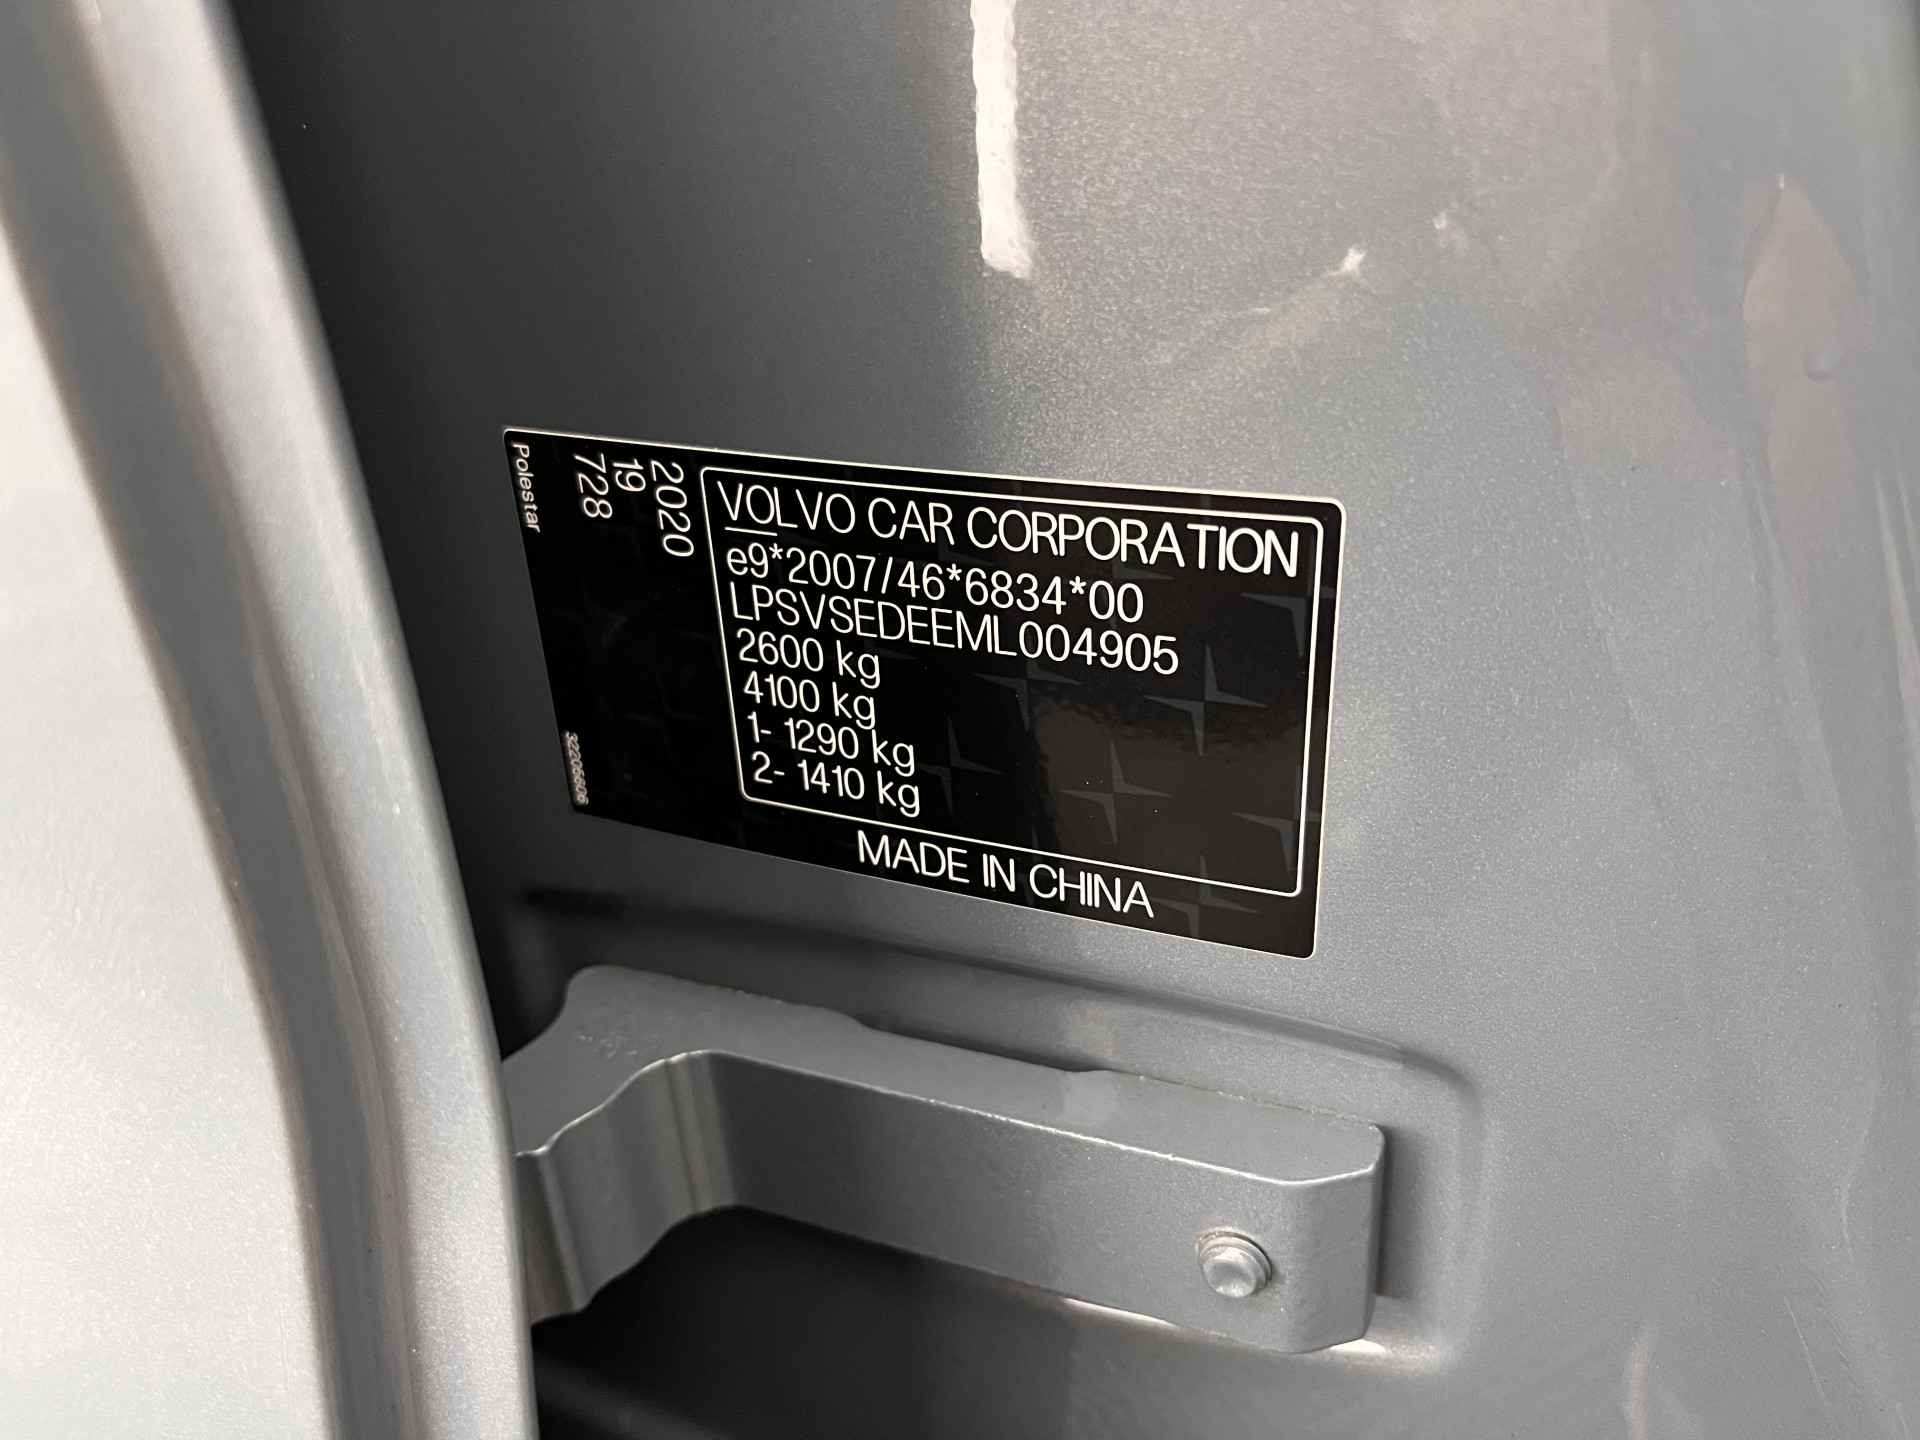 VOLVO CAR CORPORATION
e9*2007/46*6834*00
LPSVSEDEEML004905
2600 kg
4100 kg
1- 1290 kg
2- 1410 kg
MADE IN CHINA
2020
19
728
Polestar
32206606